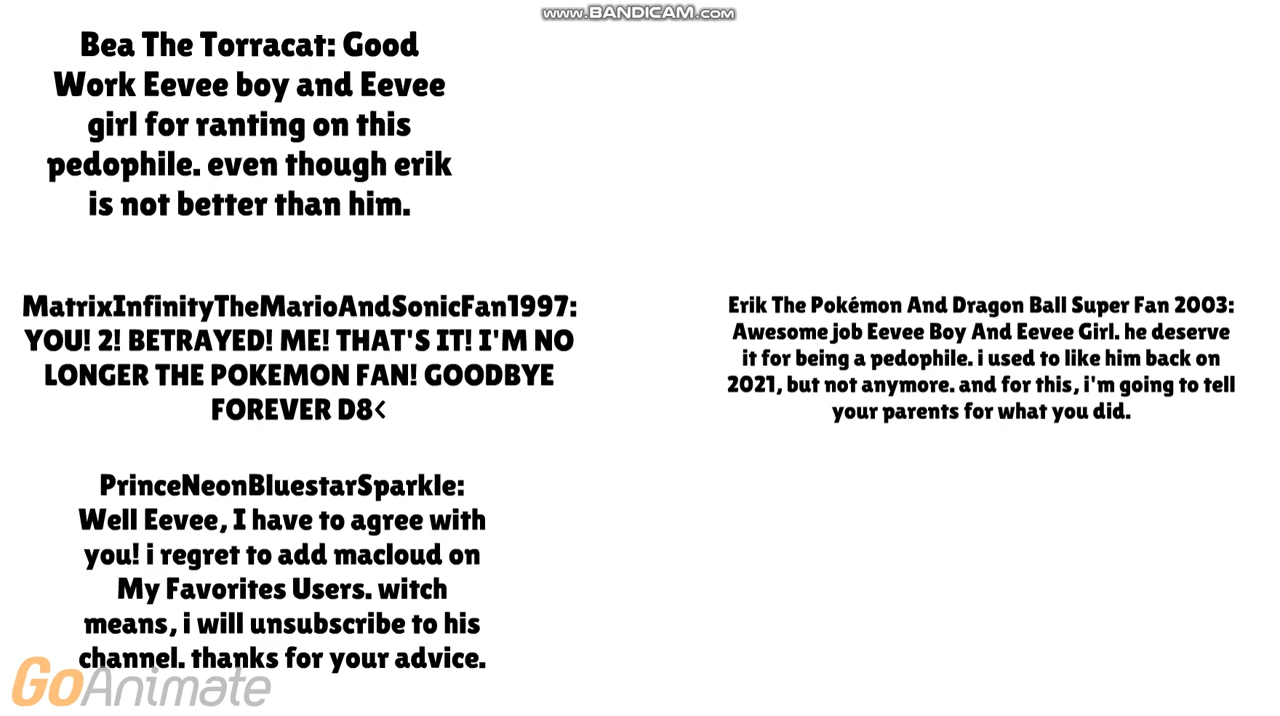 www.BANDICAM.com
Bea The Torracat: Good
Work Eevee boy and Eevee
girl for ranting on this
pedophile. even though erik
is not better than him.
MatrixInfinityTheMarioAndSonicFan1997:
YOU! 2! BETRAYED! ME! THAT'S IT! I'M NO
LONGER THE POKEMON FAN! GOODBYE
FOREVER D8<
Erik The Pokémon And Dragon Ball Super Fan 2003:
Awesome job Eevee Boy And Eevee Girl. he deserve
it for being a pedophile. i used to like him back on
2021, but not anymore. and for this, i'm going to tell
your parents for what you did.
PrinceNeonBluestarSparkle:
Well Eevee, I have to agree with
you! i regret to add macloud on
My Favorites Users. witch
means, i will unsubscribe to his
channel. thanks for your advice.
GoAnimate